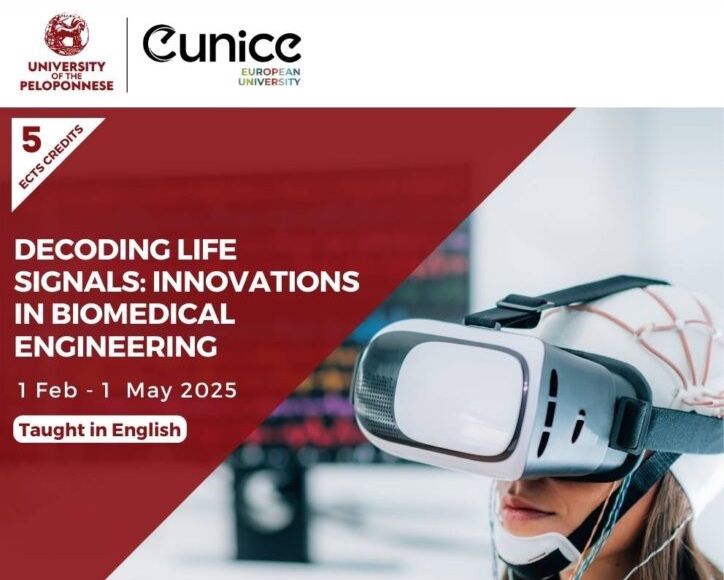 UNIVERSITY
OF THE
PELOPONNESE
eunice
EUROPEAN
UNIVERSITY
5
ECTS CREDITS
DECODING LIFE
SIGNALS: INNOVATIONS
IN BIOMEDICAL
ENGINEERING
1 Feb - 1 May 2025
Taught in English